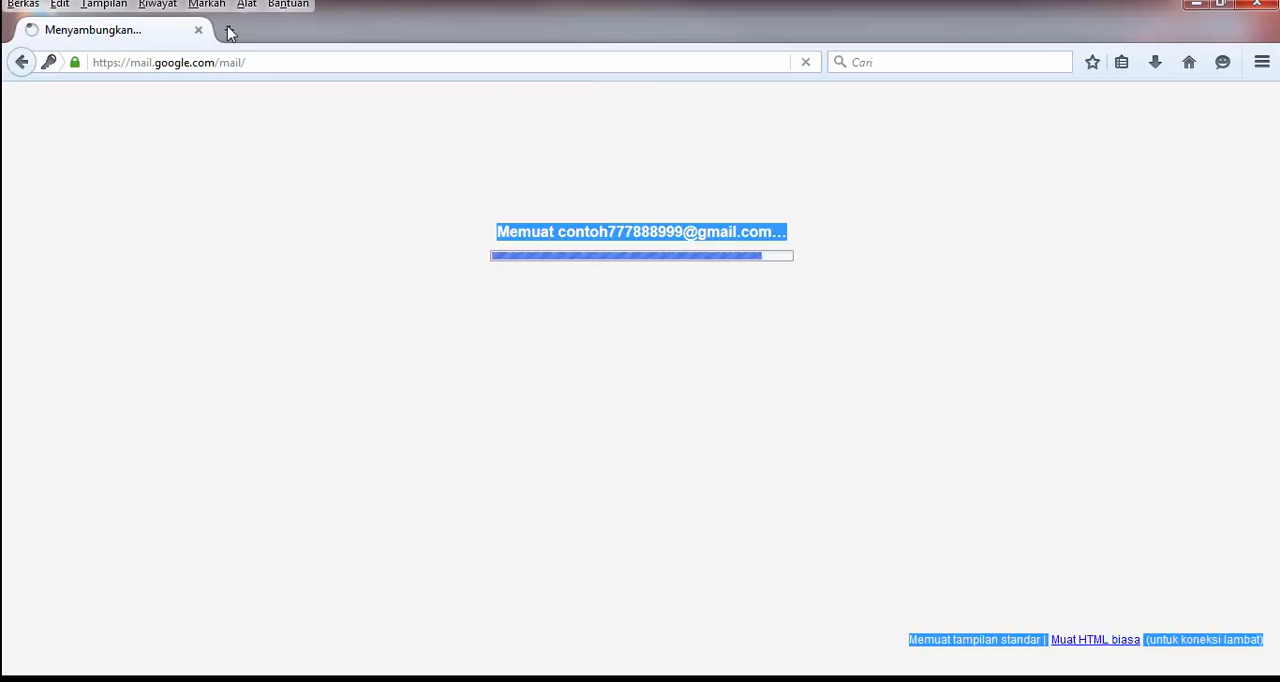 Berkas Edit Tampilan Riwayat Markah Alat Bantuan
Menyambungkan...
https://mail.google.com/mail/
Cari
Memuat contoh777888999@gmail.com...
Memuat tampilan standar | Muat HTML biasa (untuk koneksi lambat)